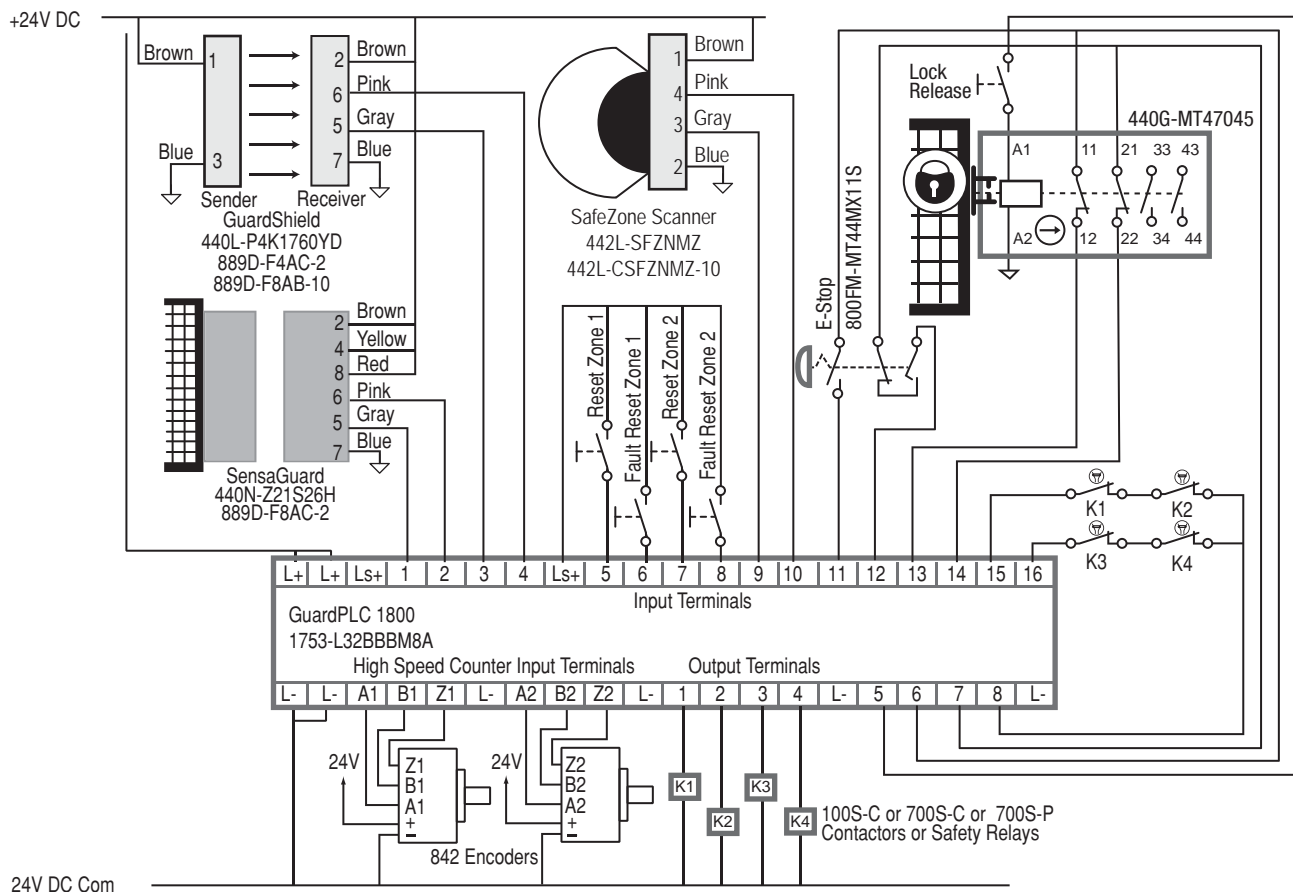 +24V DC
Brown
1
Blue
3
Sender
2
Brown
6
Pink
5
Gray
7
Blue
Receiver
GuardShield
440L-P4K1760YD
889D-F4AC-2
889D-F8AB-10
2
Brown
4
Yellow
8
Red
6
Pink
5
Gray
7
Blue
SensaGuard
440N-Z21S26H
889D-F8AC-2
1
Brown
4
Pink
3
Gray
2
Blue
SafeZone Scanner
442L-SFZNMZ
442L-CSFZNMZ-10
Reset Zone 1
Fault Reset Zone 1
Reset Zone 2
Fault Reset Zone 2
E-Stop
800FM-MT44MX11S
Lock
Release
440G-MT47045
A1 11 21 33 43
A2 12 22 34 44
K1 K2
K3 K4
L+ L+ Ls+ 1 2 3 4 Ls+ 5 6 7 8 9 10 11 12 13 14 15 16
Input Terminals
GuardPLC 1800
1753-L32BBBM8A
High Speed Counter Input Terminals
Output Terminals
L- L- A1 B1 Z1 L- A2 B2 Z2 L- 1 2 3 4 L- 5 6 7 8 L-
24V
Z1
B1
A1
+
-
24V
Z2
B2
A2
+
-
842 Encoders
K1
K2
K3
K4
100S-C or 700S-C or 700S-P
Contactors or Safety Relays
24V DC Com